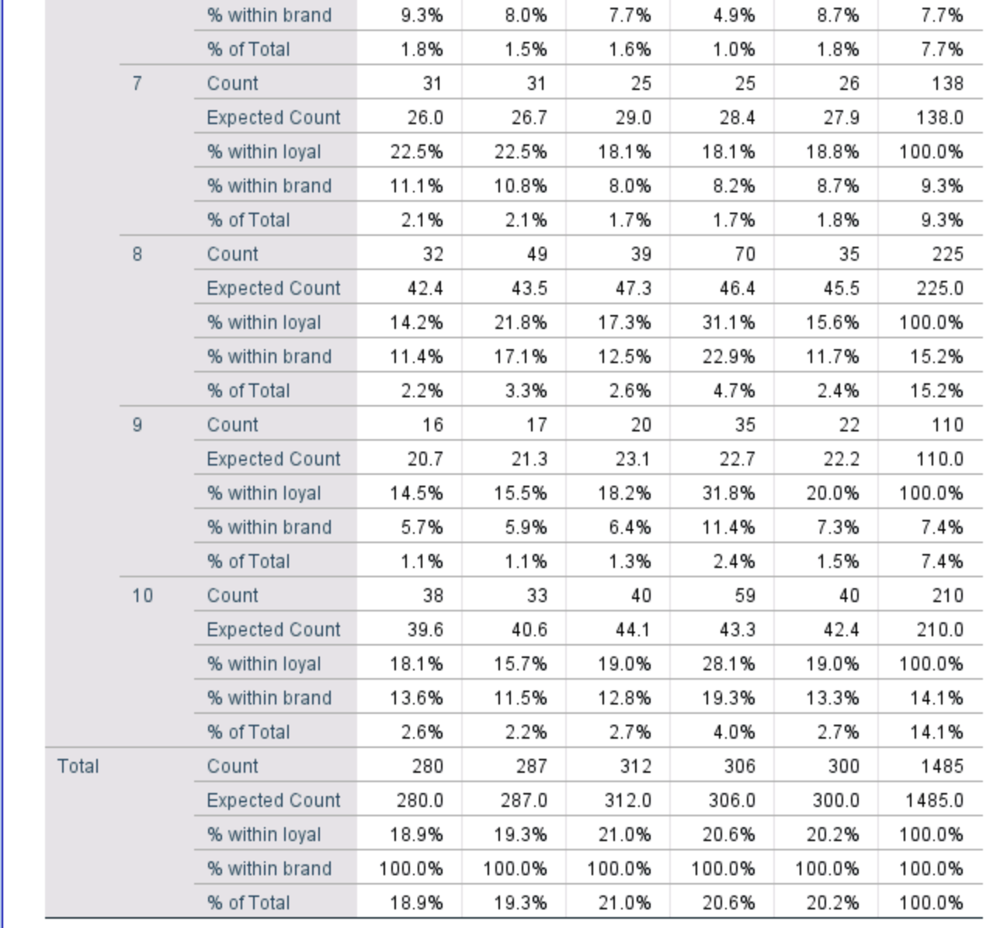 % within brand 9.3% 8.0% 7.7% 4.9% 8.7% 7.7%
% of Total 1.8% 1.5% 1.6% 1.0% 1.8% 7.7%
7 Count 31 31 25 25 26 138
Expected Count 26.0 26.7 29.0 28.4 27.9 138.0
% within loyal 22.5% 22.5% 18.1% 18.1% 18.8% 100.0%
% within brand 11.1% 10.8% 8.0% 8.2% 8.7% 9.3%
% of Total 2.1% 2.1% 1.7% 1.7% 1.8% 9.3%
8 Count 32 49 39 70 35 225
Expected Count 42.4 43.5 47.3 46.4 45.5 225.0
% within loyal 14.2% 21.8% 17.3% 31.1% 15.6% 100.0%
% within brand 11.4% 17.1% 12.5% 22.9% 11.7% 15.2%
% of Total 2.2% 3.3% 2.6% 4.7% 2.4% 15.2%
9 Count 16 17 20 35 22 110
Expected Count 20.7 21.3 23.1 22.7 22.2 110.0
% within loyal 14.5% 15.5% 18.2% 31.8% 20.0% 100.0%
% within brand 5.7% 5.9% 6.4% 11.4% 7.3% 7.4%
% of Total 1.1% 1.1% 1.3% 2.4% 1.5% 7.4%
10 Count 38 33 40 59 40 210
Expected Count 39.6 40.6 44.1 43.3 42.4 210.0
% within loyal 18.1% 15.7% 19.0% 28.1% 19.0% 100.0%
% within brand 13.6% 11.5% 12.8% 19.3% 13.3% 14.1%
% of Total 2.6% 2.2% 2.7% 4.0% 2.7% 14.1%
Total Count 280 287 312 306 300 1485
Expected Count 280.0 287.0 312.0 306.0 300.0 1485.0
% within loyal 18.9% 19.3% 21.0% 20.6% 20.2% 100.0%
% within brand 100.0% 100.0% 100.0% 100.0% 100.0% 100.0%
% of Total 18.9% 19.3% 21.0% 20.6% 20.2% 100.0%